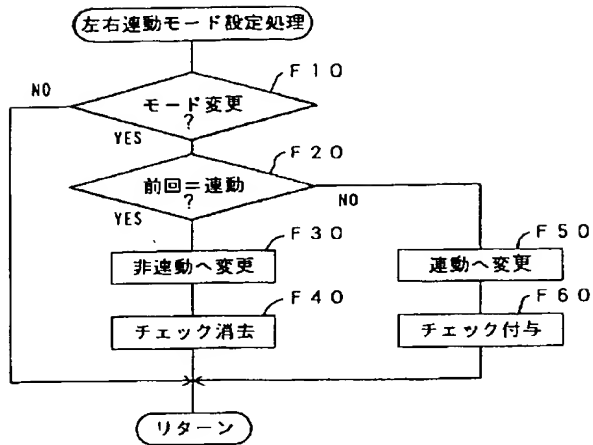 左右連動モード設定処理
F10
NO
モード変更
?
YES
F20
前回=連動
?
YES
NO
F30
非連動へ変更
F50
連動へ変更
F40
チェック消去
F60
チェック付与
リターン